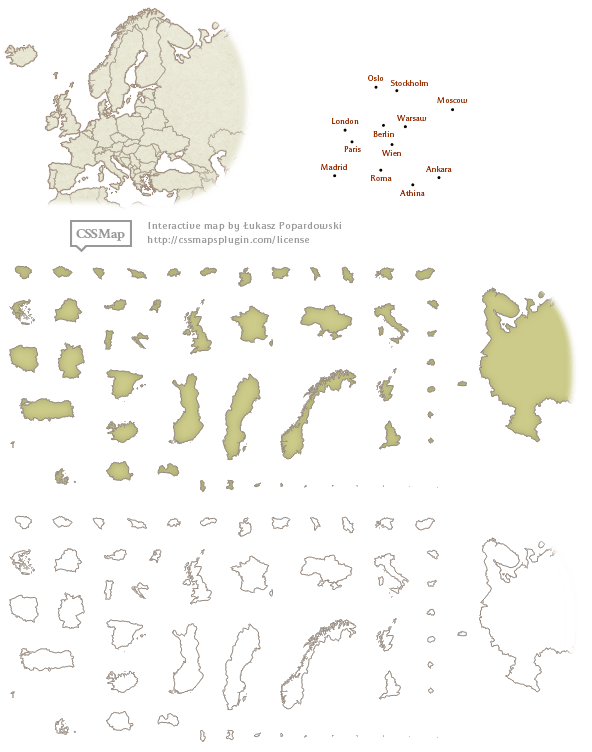 Oslo
Stockholm
Moscow
London
Warsaw
Berlin
Paris
Wien
Madrid
Roma
Ankara
Athina
CSSMap
Interactive map by Łukasz Popardowski
http://cssmapsplugin.com/license